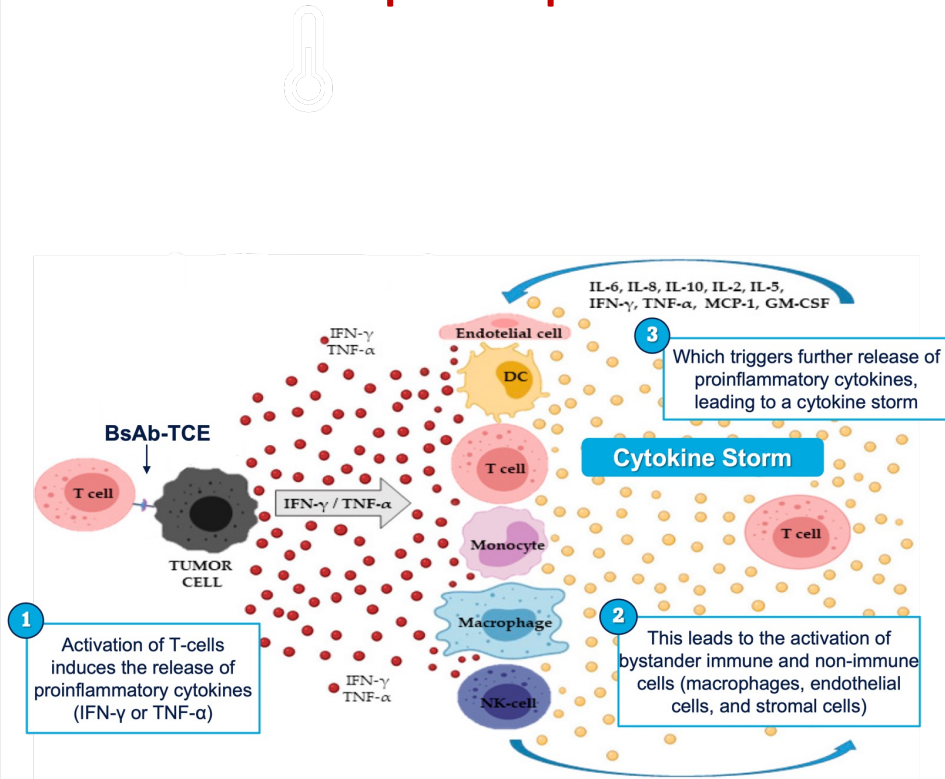 IL-6, IL-8, IL-10, IL-2, IL-5,
IFN-γ, TNF-α, MCP-1, GM-CSF
IFN-γ
TNF-α
Endotelial cell
3
Which triggers further release of
proinflammatory cytokines,
leading to a cytokine storm
DC
BsAb-TCE
Cytokine Storm
T cell
T cell
IFN-γ / TNF-α
T cell
Monocyte
TUMOR
CELL
1
Activation of T-cells
induces the release of
proinflammatory cytokines
(IFN-γ or TNF-α)
Macrophage
2
This leads to the activation of
bystander immune and non-immune
cells (macrophages, endothelial
cells, and stromal cells)
IFN-γ
TNF-α
NK-cell